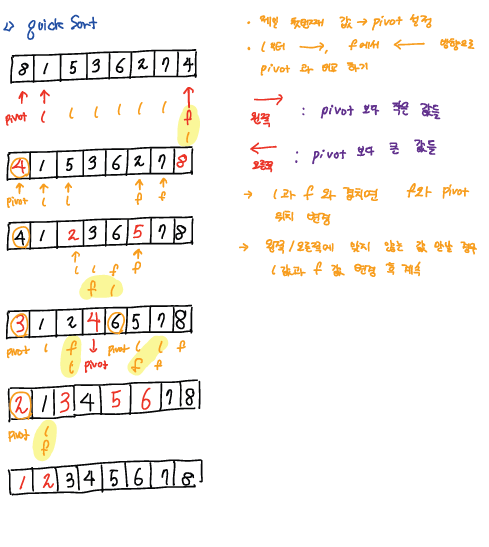 => quick Sort
8 1 5 3 6 2 7 4
pivot i i i i i i f
i
4 1 5 3 6 2 7 8
pivot i i f f
4 1 2 3 6 5 7 8
i i f f
f i
3 1 2 4 6 5 7 8
pivot i f pivot i i f
i pivot f f
2 1 3 4 5 6 7 8
pivot i
f
1 2 3 4 5 6 7 8
· 제일 첫번째 값 → pivot 설정
· i 부터 →, f에서 ← 방향으로
pivot 와 비교 하기
→
왼쪽 : pivot 보다 작은 값들
←
오른쪽 : pivot 보다 큰 값들
→ i 과 f 와 겹치면 f와 pivot
위치 변경
→ 왼쪽/오른쪽에 맞지 않는 값 만날 경우
i 값과 f 값 변경 후 계속